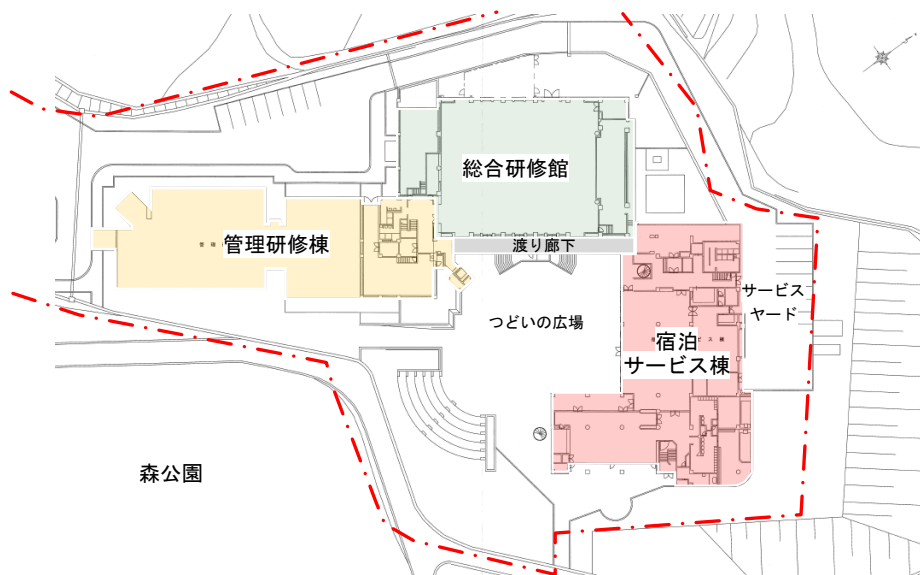 総合研修館
管理研修棟
渡り廊下
サービス
ヤード
つどいの広場
宿泊
サービス棟
森公園